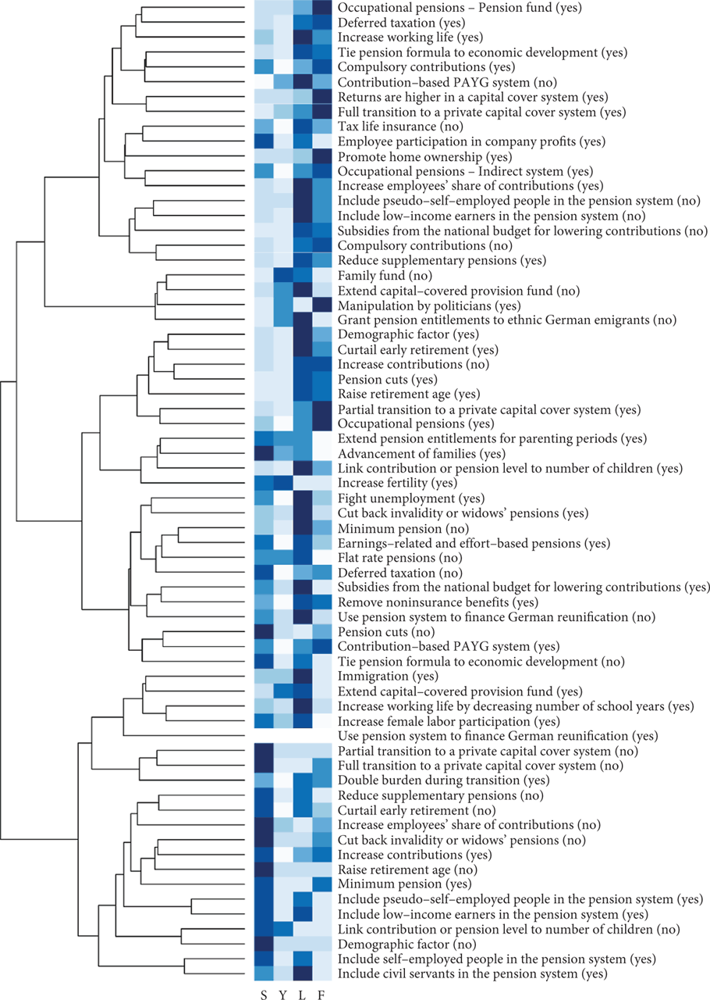 Occupational pensions – Pension fund (yes)
Deferred taxation (yes)
Increase working life (yes)
Tie pension formula to economic development (yes)
Compulsory contributions (yes)
Contribution–based PAYG system (no)
Returns are higher in a capital cover system (yes)
Full transition to a private capital cover system (yes)
Tax life insurance (no)
Employee participation in company profits (yes)
Promote home ownership (yes)
Occupational pensions – Indirect system (yes)
Increase employees' share of contributions (yes)
Include pseudo–self–employed people in the pension system (no)
Include low–income earners in the pension system (no)
Subsidies from the national budget for lowering contributions (no)
Compulsory contributions (no)
Reduce supplementary pensions (yes)
Family fund (no)
Extend capital–covered provision fund (no)
Manipulation by politicians (yes)
Grant pension entitlements to ethnic German emigrants (no)
Demographic factor (yes)
Curtail early retirement (yes)
Increase contributions (no)
Pension cuts (yes)
Raise retirement age (yes)
Partial transition to a private capital cover system (yes)
Occupational pensions (yes)
Extend pension entitlements for parenting periods (yes)
Advancement of families (yes)
Link contribution or pension level to number of children (yes)
Increase fertility (yes)
Fight unemployment (yes)
Cut back invalidity or widows' pensions (yes)
Minimum pension (no)
Earnings–related and effort–based pensions (yes)
Flat rate pensions (no)
Deferred taxation (no)
Subsidies from the national budget for lowering contributions (yes)
Remove noninsurance benefits (yes)
Use pension system to finance German reunification (no)
Pension cuts (no)
Contribution–based PAYG system (yes)
Tie pension formula to economic development (no)
Immigration (yes)
Extend capital–covered provision fund (yes)
Increase working life by decreasing number of school years (yes)
Increase female labor participation (yes)
Use pension system to finance German reunification (yes)
Partial transition to a private capital cover system (no)
Full transition to a private capital cover system (no)
Double burden during transition (yes)
Reduce supplementary pensions (no)
Curtail early retirement (no)
Increase employees' share of contributions (no)
Cut back invalidity or widows' pensions (no)
Increase contributions (yes)
Raise retirement age (no)
Minimum pension (yes)
Include pseudo–self–employed people in the pension system (yes)
Include low–income earners in the pension system (yes)
Link contribution or pension level to number of children (no)
Demographic factor (no)
Include self–employed people in the pension system (yes)
Include civil servants in the pension system (yes)
S Y L F